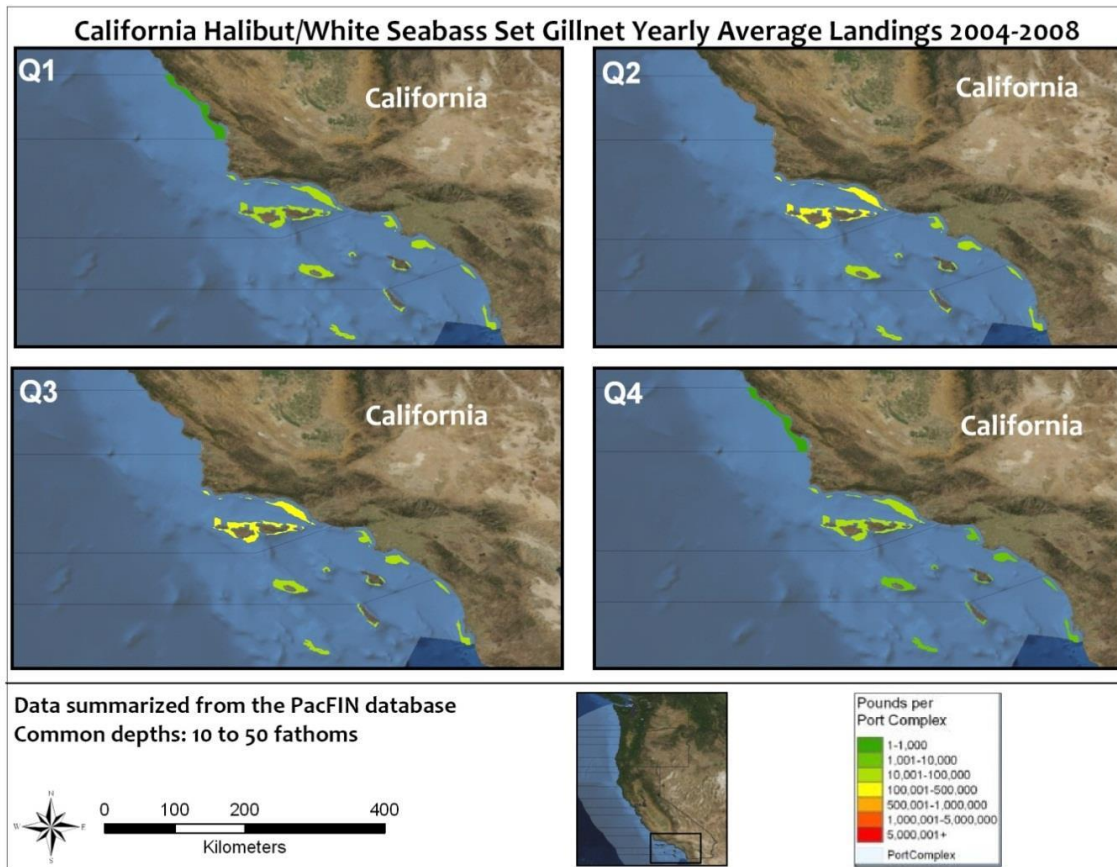 California Halibut/White Seabass Set Gillnet Yearly Average Landings 2004-2008
Q1
California
Q2
California
Q3
California
Q4
California
Data summarized from the PacFIN database
Common depths: 10 to 50 fathoms
N
W
E
S
0 100 200 400
Kilometers
Pounds per
Port Complex
1-1,000
1,001-10,000
10,001-100,000
100,001-500,000
500,001-1,000,000
1,000,001-5,000,000
5,000,001+
PortComplex